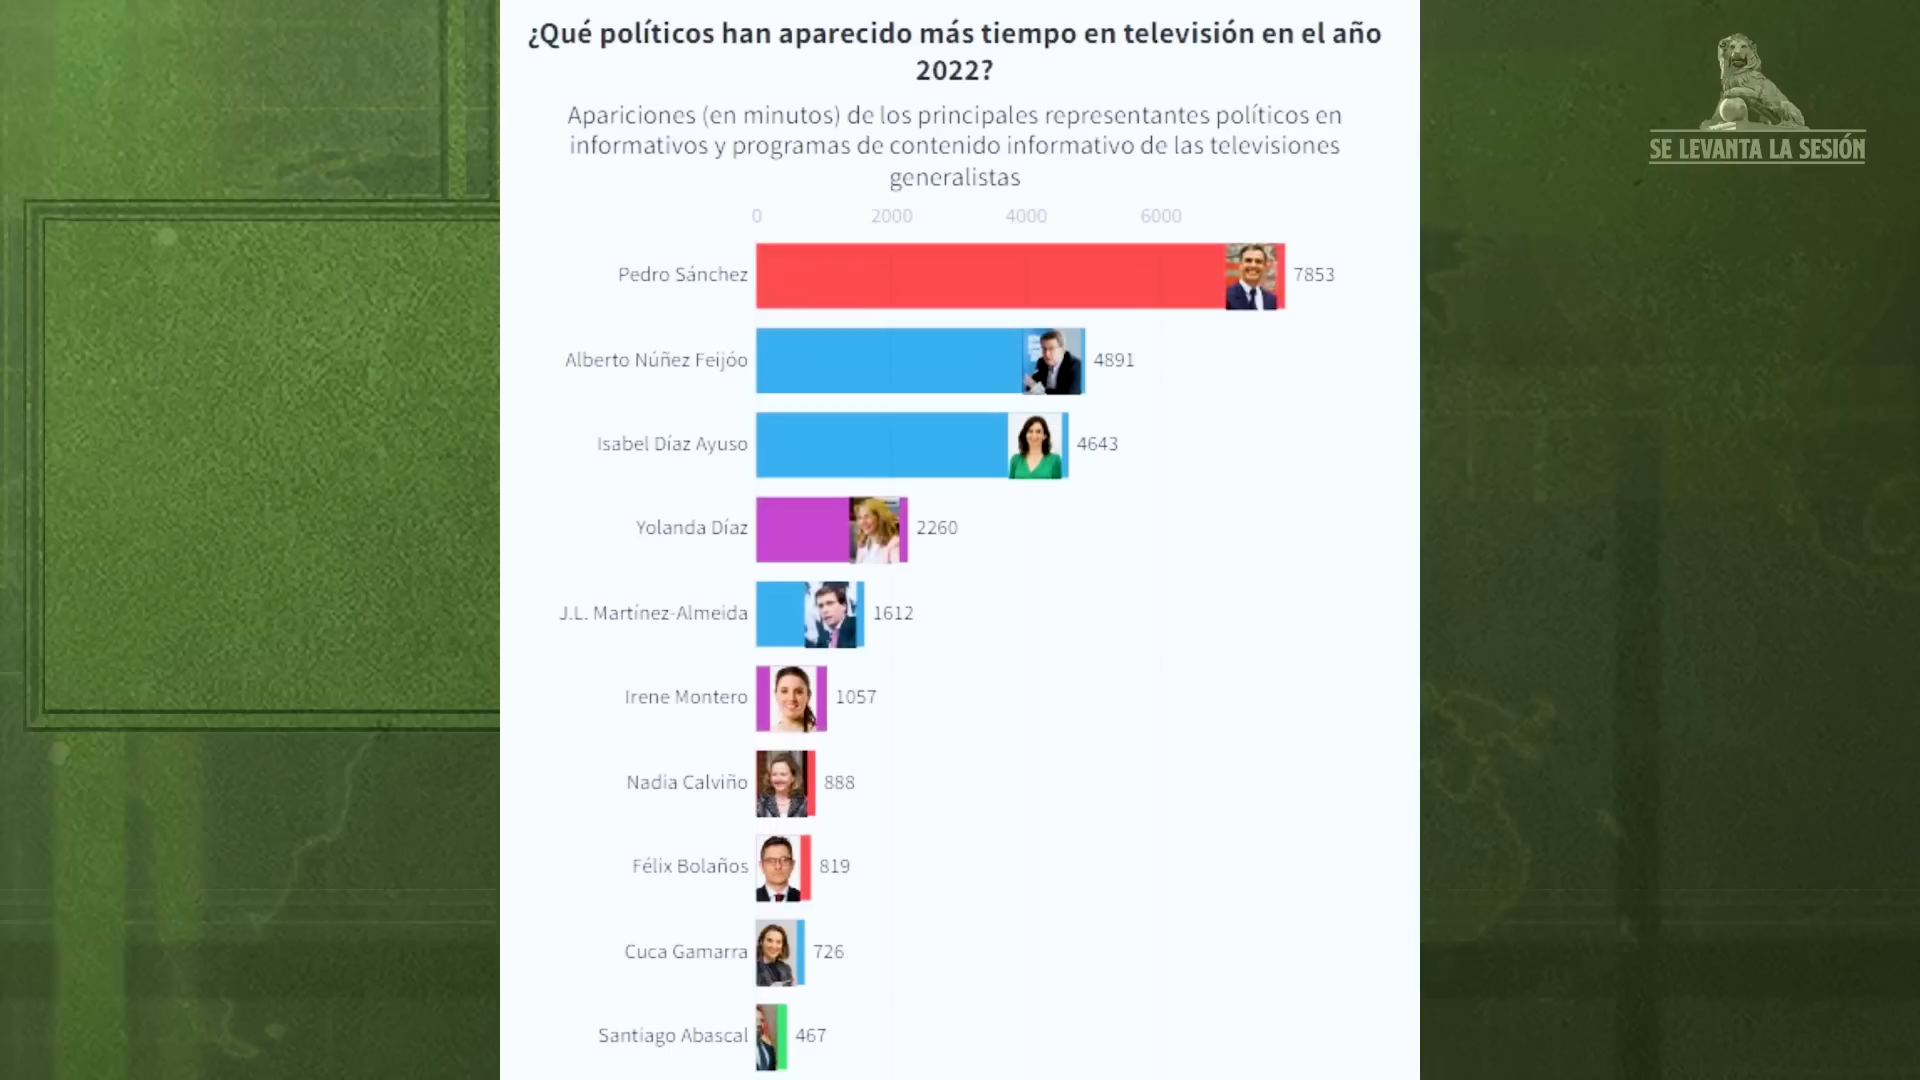 ¿Qué políticos han aparecido más tiempo en televisión en el año
2022?
Apariciones (en minutos) de los principales representantes políticos en
informativos y programas de contenido informativo de las televisiones
generalistas
0 2000 4000 6000
Pedro Sánchez 7853
Alberto Núñez Feijóo 4891
Isabel Díaz Ayuso 4643
Yolanda Díaz 2260
J.L. Martínez-Almeida 1612
Irene Montero 1057
Nadia Calviño 888
Félix Bolaños 819
Cuca Gamarra 726
Santiago Abascal 467
SE LEVANTA LA SESIÓN